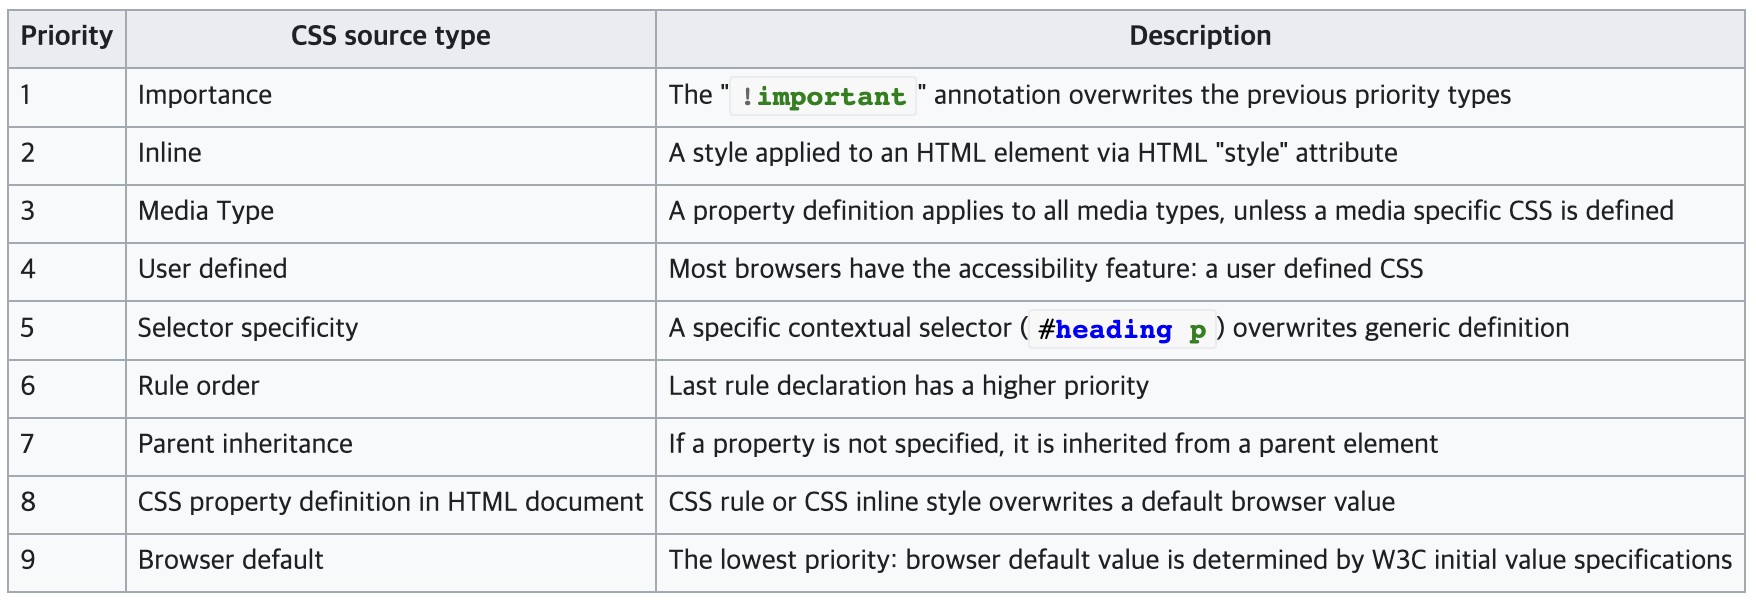 Priority CSS source type Description
1 Importance The "!important" annotation overwrites the previous priority types
2 Inline A style applied to an HTML element via HTML "style" attribute
3 Media Type A property definition applies to all media types, unless a media specific CSS is defined
4 User defined Most browsers have the accessibility feature: a user defined CSS
5 Selector specificity A specific contextual selector (#heading p) overwrites generic definition
6 Rule order Last rule declaration has a higher priority
7 Parent inheritance If a property is not specified, it is inherited from a parent element
8 CSS property definition in HTML document CSS rule or CSS inline style overwrites a default browser value
9 Browser default The lowest priority: browser default value is determined by W3C initial value specifications